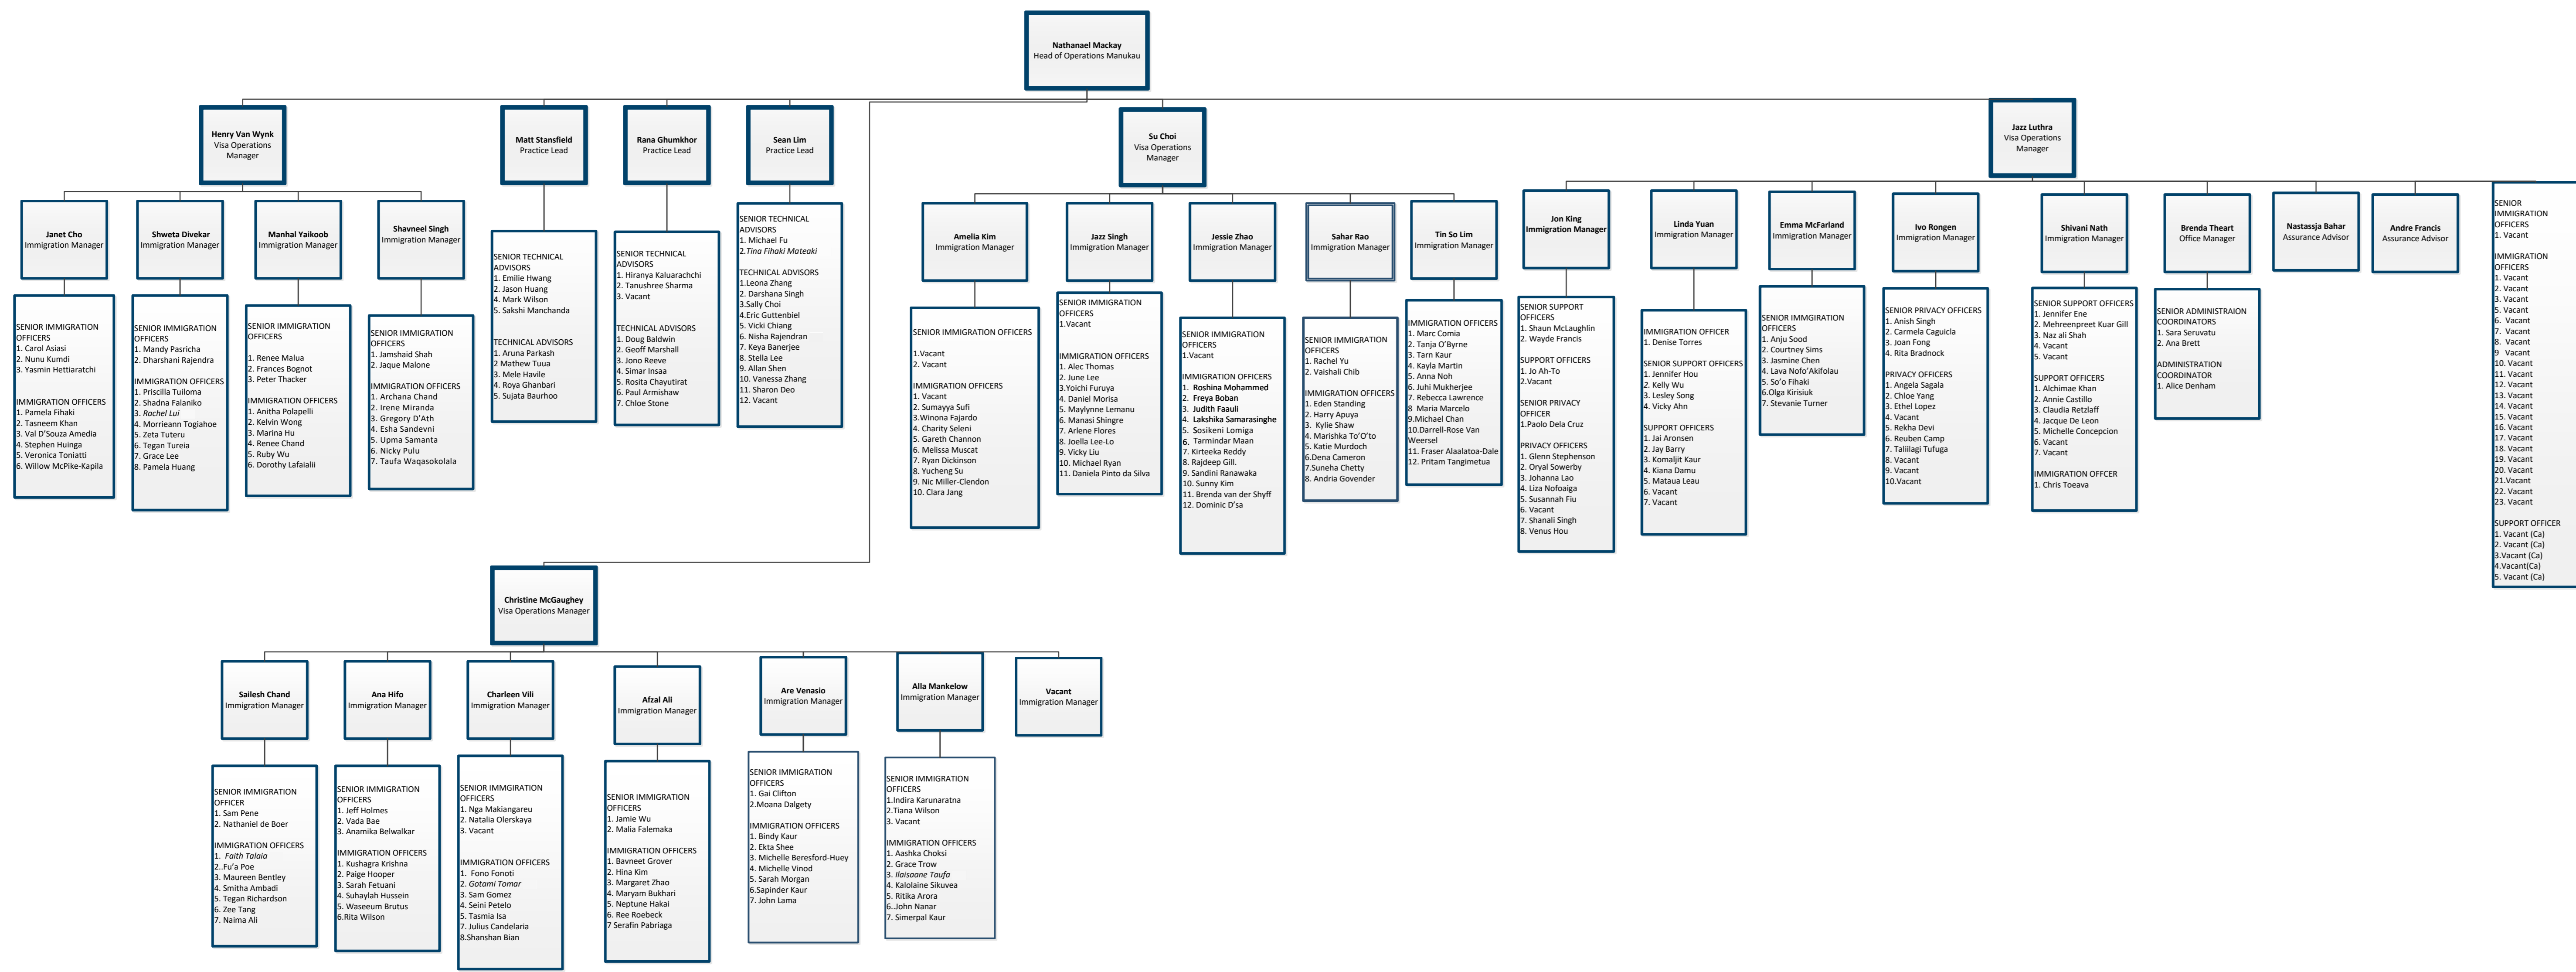 Nathanael Mackay
Head of Operations Manukau
Henry Van Wynk
Visa Operations
Manager
Matt Stansfield
Practice Lead
Rana Ghumkhor
Practice Lead
Sean Lim
Practice Lead
Su Choi
Visa Operations
Manager
Jazz Luthra
Visa Operations
Manager
Janet Cho
Immigration Manager
Shweta Divekar
Immigration Manager
Manhal Yaikoob
Immigration Manager
Shavneel Singh
Immigration Manager
SENIOR IMMIGRATION
OFFICERS
1. Carol Asiasi
2. Nunu Kumdi
3. Yasmin Hettiaratchi
IMMIGRATION OFFICERS
1. Pamela Fihaki
2. Tasneem Khan
3. Val D'Souza Amedia
4. Stephen Huinga
5. Veronica Toniatti
6. Willow McPike-Kapila
SENIOR IMMIGRATION
OFFICERS
1. Mandy Pasricha
2. Dharshani Rajendra
IMMIGRATION OFFICERS
1. Priscilla Tuiloma
2. Shadna Falaniko
3. Rachel Lui
4. Morrieann Togiahoe
5. Zeta Tuteru
6. Tegan Tureia
7. Grace Lee
8. Pamela Huang
SENIOR IMMIGRATION
OFFICERS
1. Renee Malua
2. Frances Bognot
3. Peter Thacker
IMMIGRATION OFFICERS
1. Anitha Polapelli
2. Kelvin Wong
3. Marina Hu
4. Renee Chand
5. Ruby Wu
6. Dorothy Lafaialii
SENIOR IMMIGRATION
OFFICERS
1. Jamshaid Shah
2. Jaque Malone
IMMIGRATION OFFICERS
1. Archana Chand
2. Irene Miranda
3. Gregory D'Ath
4. Esha Sandevni
5. Upma Samanta
6. Nicky Pulu
7. Taufa Waqasokolala
SENIOR TECHNICAL
ADVISORS
1. Emilie Hwang
2. Jason Huang
4. Mark Wilson
5. Sakshi Manchanda
TECHNICAL ADVISORS
1. Aruna Parkash
2 Mathew Tuua
3. Mele Havile
4. Roya Ghanbari
5. Sujata Baurhoo
SENIOR TECHNICAL
ADVISORS
1. Hiranya Kaluarachchi
2. Tanushree Sharma
3. Vacant
TECHNICAL ADVISORS
1. Doug Baldwin
2. Geoff Marshall
3. Jono Reeve
4. Simar Insaa
5. Rosita Chayutirat
6. Paul Armishaw
7. Chloe Stone
SENIOR TECHNICAL
ADVISORS
1. Michael Fu
2.Tina Fihaki Mateaki
TECHNICAL ADVISORS
1.Leona Zhang
2. Darshana Singh
3.Sally Choi
4.Eric Guttenbiel
5. Vicki Chiang
6. Nisha Rajendran
7. Keya Banerjee
8. Stella Lee
9. Allan Shen
10. Vanessa Zhang
11. Sharon Deo
12. Vacant
Amelia Kim
Immigration Manager
Jazz Singh
Immigration Manager
Jessie Zhao
Immigration Manager
Sahar Rao
Immigration Manager
Tin So Lim
Immigration Manager
SENIOR IMMIGRATION OFFICERS
1.Vacant
2. Vacant
IMMIGRATION OFFICERS
1. Vacant
2. Sumayya Sufi
3.Winona Fajardo
4. Charity Seleni
5. Gareth Channon
6. Melissa Muscat
7. Ryan Dickinson
8. Yucheng Su
9. Nic Miller-Clendon
10. Clara Jang
SENIOR IMMIGRATION
OFFICERS
1.Vacant
IMMIGRATION OFFICERS
1. Alec Thomas
2. June Lee
3.Yoichi Furuya
4. Daniel Morisa
5. Maylynne Lemanu
6. Manasi Shingre
7. Arlene Flores
8. Joella Lee-Lo
9. Vicky Liu
10. Michael Ryan
11. Daniela Pinto da Silva
SENIOR IMMIGRATION
OFFICERS
1.Vacant
IMMIGRATION OFFICERS
1. Roshina Mohammed
2. Freya Boban
3. Judith Faauli
4. Lakshika Samarasinghe
5. Sosikeni Lomiga
6. Tarmindar Maan
7. Kirteeka Reddy
8. Rajdeep Gill.
9. Sandini Ranawaka
10. Sunny Kim
11. Brenda van der Shyff
12. Dominic D'sa
SENIOR IMMIGRATION
OFFICERS
1. Rachel Yu
2. Vaishali Chib
IMMIGRATION OFFICERS
1. Eden Standing
2. Harry Apuya
3. Kylie Shaw
4. Marishka To'O'to
5. Katie Murdoch
6.Dena Cameron
7.Suneha Chetty
8. Andria Govender
IMMIGRATION OFFICERS
1. Marc Comia
2. Tanja O'Byrne
3. Tarn Kaur
4. Kayla Martin
5. Anna Noh
6. Juhi Mukherjee
7. Rebecca Lawrence
8 Maria Marcelo
9.Michael Chan
10.Darrell-Rose Van
Weersel
11. Fraser Alaalatoa-Dale
12. Pritam Tangimetua
Jon King
Immigration Manager
Linda Yuan
Immigration Manager
Emma McFarland
Immigration Manager
Ivo Rongen
Immigration Manager
Shivani Nath
Immigration Manager
Brenda Theart
Office Manager
Nastassja Bahar
Assurance Advisor
Andre Francis
Assurance Advisor
SENIOR SUPPORT
OFFICERS
1. Shaun McLaughlin
2. Wayde Francis
SUPPORT OFFICERS
1. Jo Ah-To
2.Vacant
SENIOR PRIVACY
OFFICER
1.Paolo Dela Cruz
PRIVACY OFFICERS
1. Glenn Stephenson
2. Oryal Sowerby
3. Johanna Lao
4. Liza Nofoaiga
5. Susannah Fiu
6. Vacant
7. Shanali Singh
8. Venus Hou
IMMIGRATION OFFICER
1. Denise Torres
SENIOR SUPPORT OFFICERS
1. Jennifer Hou
2. Kelly Wu
3. Lesley Song
4. Vicky Ahn
SUPPORT OFFICERS
1. Jai Aronsen
2. Jay Barry
3. Komaljit Kaur
4. Kiana Damu
5. Mataua Leau
6. Vacant
7. Vacant
SENIOR IMMGIRATION
OFFICERS
1. Anju Sood
2. Courtney Sims
3. Jasmine Chen
4. Lava Nofo'Akifolau
5. So'o Fihaki
6.Olga Kirisiuk
7. Stevanie Turner
SENIOR PRIVACY OFFICERS
1. Anish Singh
2. Carmela Caguicla
3. Joan Fong
4. Rita Bradnock
PRIVACY OFFICERS
1. Angela Sagala
2. Chloe Yang
3. Ethel Lopez
4. Vacant
5. Rekha Devi
6. Reuben Camp
7. Taliilagi Tufuga
8. Vacant
9. Vacant
10.Vacant
SENIOR SUPPORT OFFICERS
1. Jennifer Ene
2. Mehreenpreet Kuar Gill
3. Naz ali Shah
4. Vacant
5. Vacant
SUPPORT OFFICERS
1. Alchimae Khan
2. Annie Castillo
3. Claudia Retzlaff
4. Jacque De Leon
5. Michelle Concepcion
6. Vacant
7. Vacant
IMMIGRATION OFFCER
1. Chris Toeava
SENIOR ADMINISTRAION
COORDINATORS
1. Sara Seruvatu
2. Ana Brett
ADMINISTRATION
COORDINATOR
1. Alice Denham
SENIOR
IMMIGRATION
OFFICERS
1. Vacant
IMMIGRATION
OFFICERS
1. Vacant
2. Vacant
3. Vacant
5. Vacant
6. Vacant
7. Vacant
8. Vacant
9 Vacant
10. Vacant
11. Vacant
12. Vacant
13. Vacant
14. Vacant
15. Vacant
16. Vacant
17. Vacant
18. Vacant
19. Vacant
20. Vacant
21.Vacant
22. Vacant
23. Vacant
SUPPORT OFFICER
1. Vacant (Ca)
2. Vacant (Ca)
3.Vacant (Ca)
4.Vacant(Ca)
5. Vacant (Ca)
Christine McGaughey
Visa Operations Manager
Sailesh Chand
Immigration Manager
Ana Hifo
Immigration Manager
Charleen Vili
Immigration Manager
Afzal Ali
Immigration Manager
Are Venasio
Immigration Manager
Alla Mankelow
Immigration Manager
Vacant
Immigration Manager
SENIOR IMMIGRATION
OFFICER
1. Sam Pene
2. Nathaniel de Boer
IMMIGRATION OFFICERS
1. Faith Talaia
2..Fu'a Poe
3. Maureen Bentley
4. Smitha Ambadi
5. Tegan Richardson
6. Zee Tang
7. Naima Ali
SENIOR IMMIGRATION
OFFICERS
1. Jeff Holmes
2. Vada Bae
3. Anamika Belwalkar
IMMIGRATION OFFICERS
1. Kushagra Krishna
2. Paige Hooper
3. Sarah Fetuani
4. Suhaylah Hussein
5. Waseeum Brutus
6.Rita Wilson
SENIOR IMMGIRATION
OFFICERS
1. Nga Makiangareu
2. Natalia Olerskaya
3. Vacant
IMMIGRATION OFFICERS
1. Fono Fonoti
2. Gatami Tomar
3. Sam Gomez
4. Seini Petelo
5. Tasmia Isa
7. Julius Candelaria
8.Shanshan Bian
SENIOR IMMIGRATION
OFFICERS
1. Jamie Wu
2. Malia Falemaka
IMMIGRATION OFFICERS
1. Bavneet Grover
2. Hina Kim
3. Margaret Zhao
4. Maryam Bukhari
5. Neptune Hakai
6. Ree Roebeck
7 Serafin Pabriaga
SENIOR IMMIGRATION
OFFICERS
1. Gai Clifton
2.Moana Dalgety
IMMIGRATION OFFICERS
1. Bindy Kaur
2. Ekta Shee
3. Michelle Beresford-Huey
4. Michelle Vinod
5. Sarah Morgan
6.Sapinder Kaur
7. John Lama
SENIOR IMMIGRATION
OFFICERS
1.Indira Karunaratna
2.Tiana Wilson
3. Vacant
IMMIGRATION OFFICERS
1. Aashka Choksi
2. Grace Trow
3. Ilaisaane Taufa
4. Kalolaine Sikuvea
5. Ritika Arora
6..John Nanar
7. Simerpal Kaur